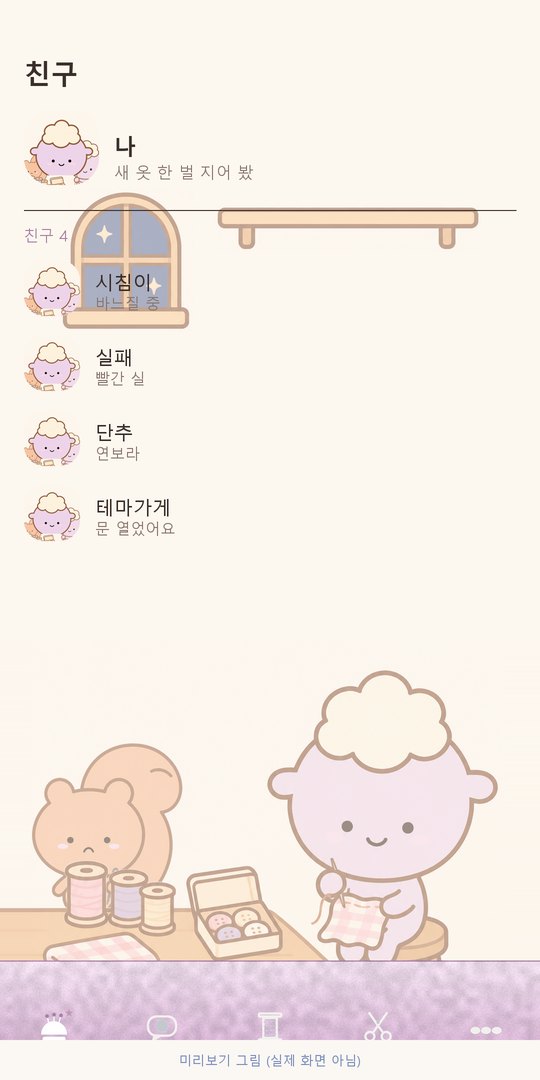 친구
나
새 옷 한 벌 지어 봤
친구 4
시침이
바느질 중
실패
빨간 실
단추
연보라
테마가게
문 열었어요
미리보기 그림 (실제 화면 아님)